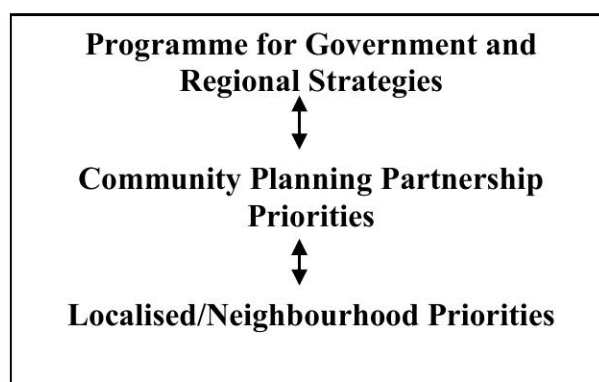 Programme for Government and
Regional Strategies
Community Planning Partnership
Priorities
Localised/Neighbourhood Priorities